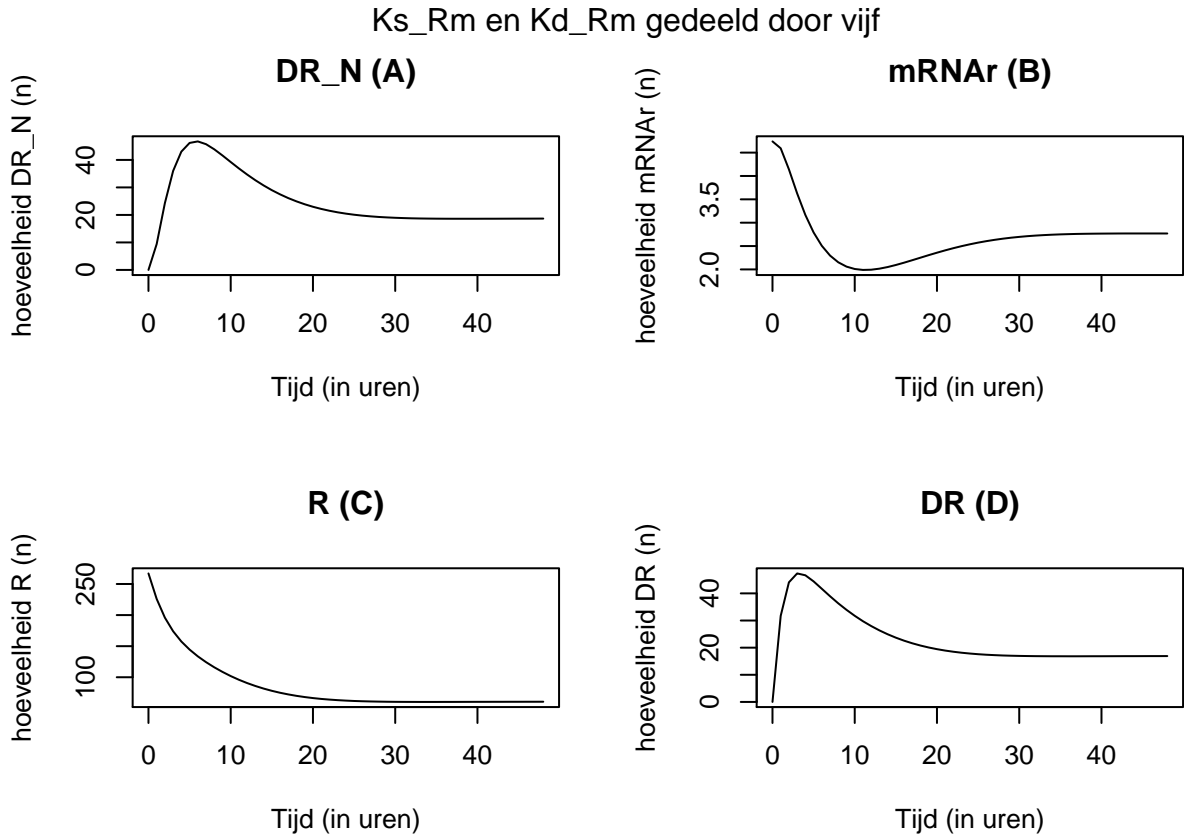 Ks_Rm en Kd_Rm gedeeld door vijf
DR_N (A)
hoeveelheid DR_N (n)
40
20
0
0 10 20 30 40
Tijd (in uren)
mRNAr (B)
hoeveelheid mRNAr (n)
3.5
2.0
0 10 20 30 40
Tijd (in uren)
R (C)
hoeveelheid R (n)
250
100
0 10 20 30 40
Tijd (in uren)
DR (D)
hoeveelheid DR (n)
40
20
0
0 10 20 30 40
Tijd (in uren)